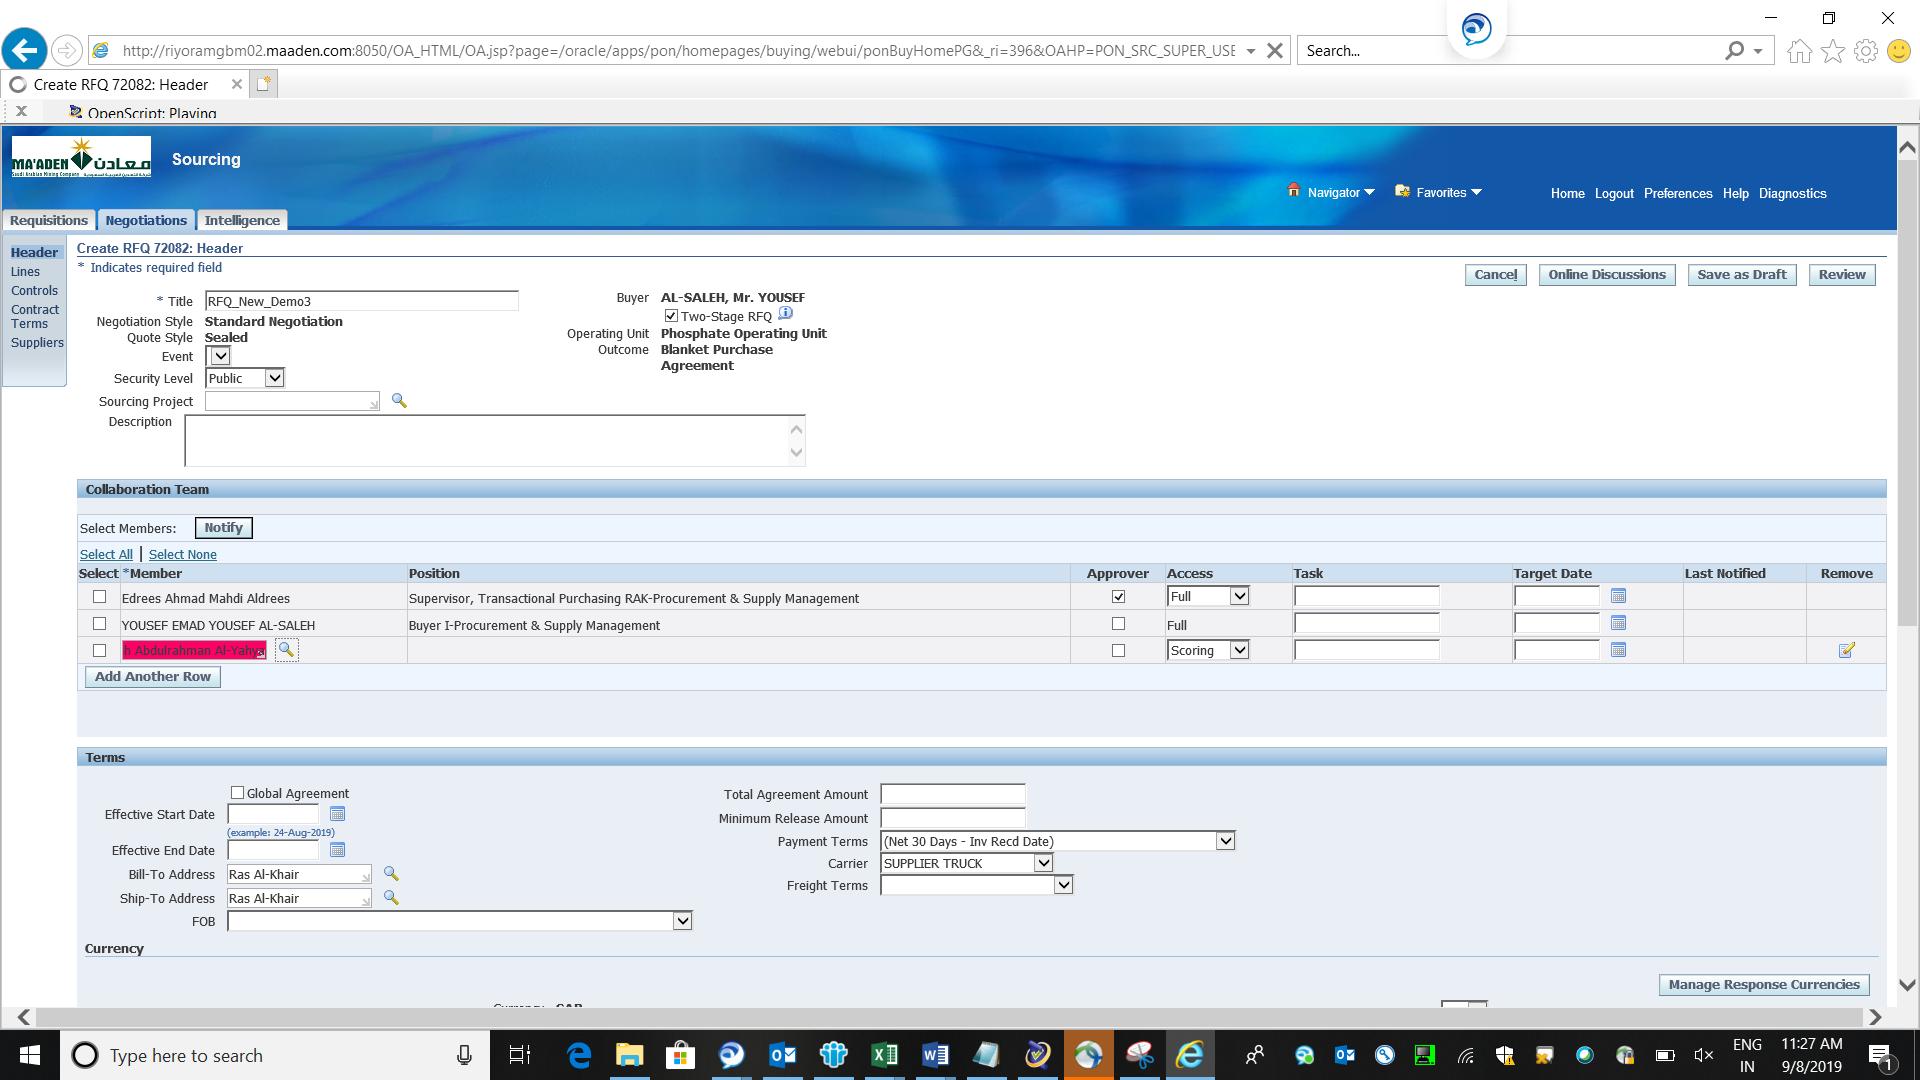 http://riyoramgbm02.maaden.com:8050/OA_HTML/OA.jsp?page=/oracle/apps/pon/homepages/buying/webui/ponBuyHomePG&_ri=396&OAHP=PON_SRC_SUPER_USE
Search...
Create RFQ 72082: Header
OpenScript: Playing
MA'ADEN معادن
Saudi Arabian Mining Company
Sourcing
Navigator Favorites Home Logout Preferences Help Diagnostics
Requisitions Negotiations Intelligence
Header
Lines
Controls
Contract Terms
Suppliers
Create RFQ 72082: Header
* Indicates required field
Cancel Online Discussions Save as Draft Review
* Title RFQ_New_Demo3
Negotiation Style Standard Negotiation
Quote Style Sealed
Event
Security Level Public
Sourcing Project
Description
Buyer AL-SALEH, Mr. YOUSEF
Two-Stage RFQ
Operating Unit Phosphate Operating Unit
Outcome Blanket Purchase
Agreement
Collaboration Team
Select Members: Notify
Select All | Select None
Select *Member Position Approver Access Task Target Date Last Notified Remove
Edrees Ahmad Mahdi Aldrees Supervisor, Transactional Purchasing RAK-Procurement & Supply Management Full
YOUSEF EMAD YOUSEF AL-SALEH Buyer I-Procurement & Supply Management Full
h Abdulrahman Al-Yahya Scoring
Add Another Row
Terms
Global Agreement
Effective Start Date
(example: 24-Aug-2019)
Effective End Date
Bill-To Address Ras Al-Khair
Ship-To Address Ras Al-Khair
FOB
Total Agreement Amount
Minimum Release Amount
Payment Terms (Net 30 Days - Inv Recd Date)
Carrier SUPPLIER TRUCK
Freight Terms
Currency
Manage Response Currencies
Currency SAR
Type here to search
ENG
IN
11:27 AM
9/8/2019
1